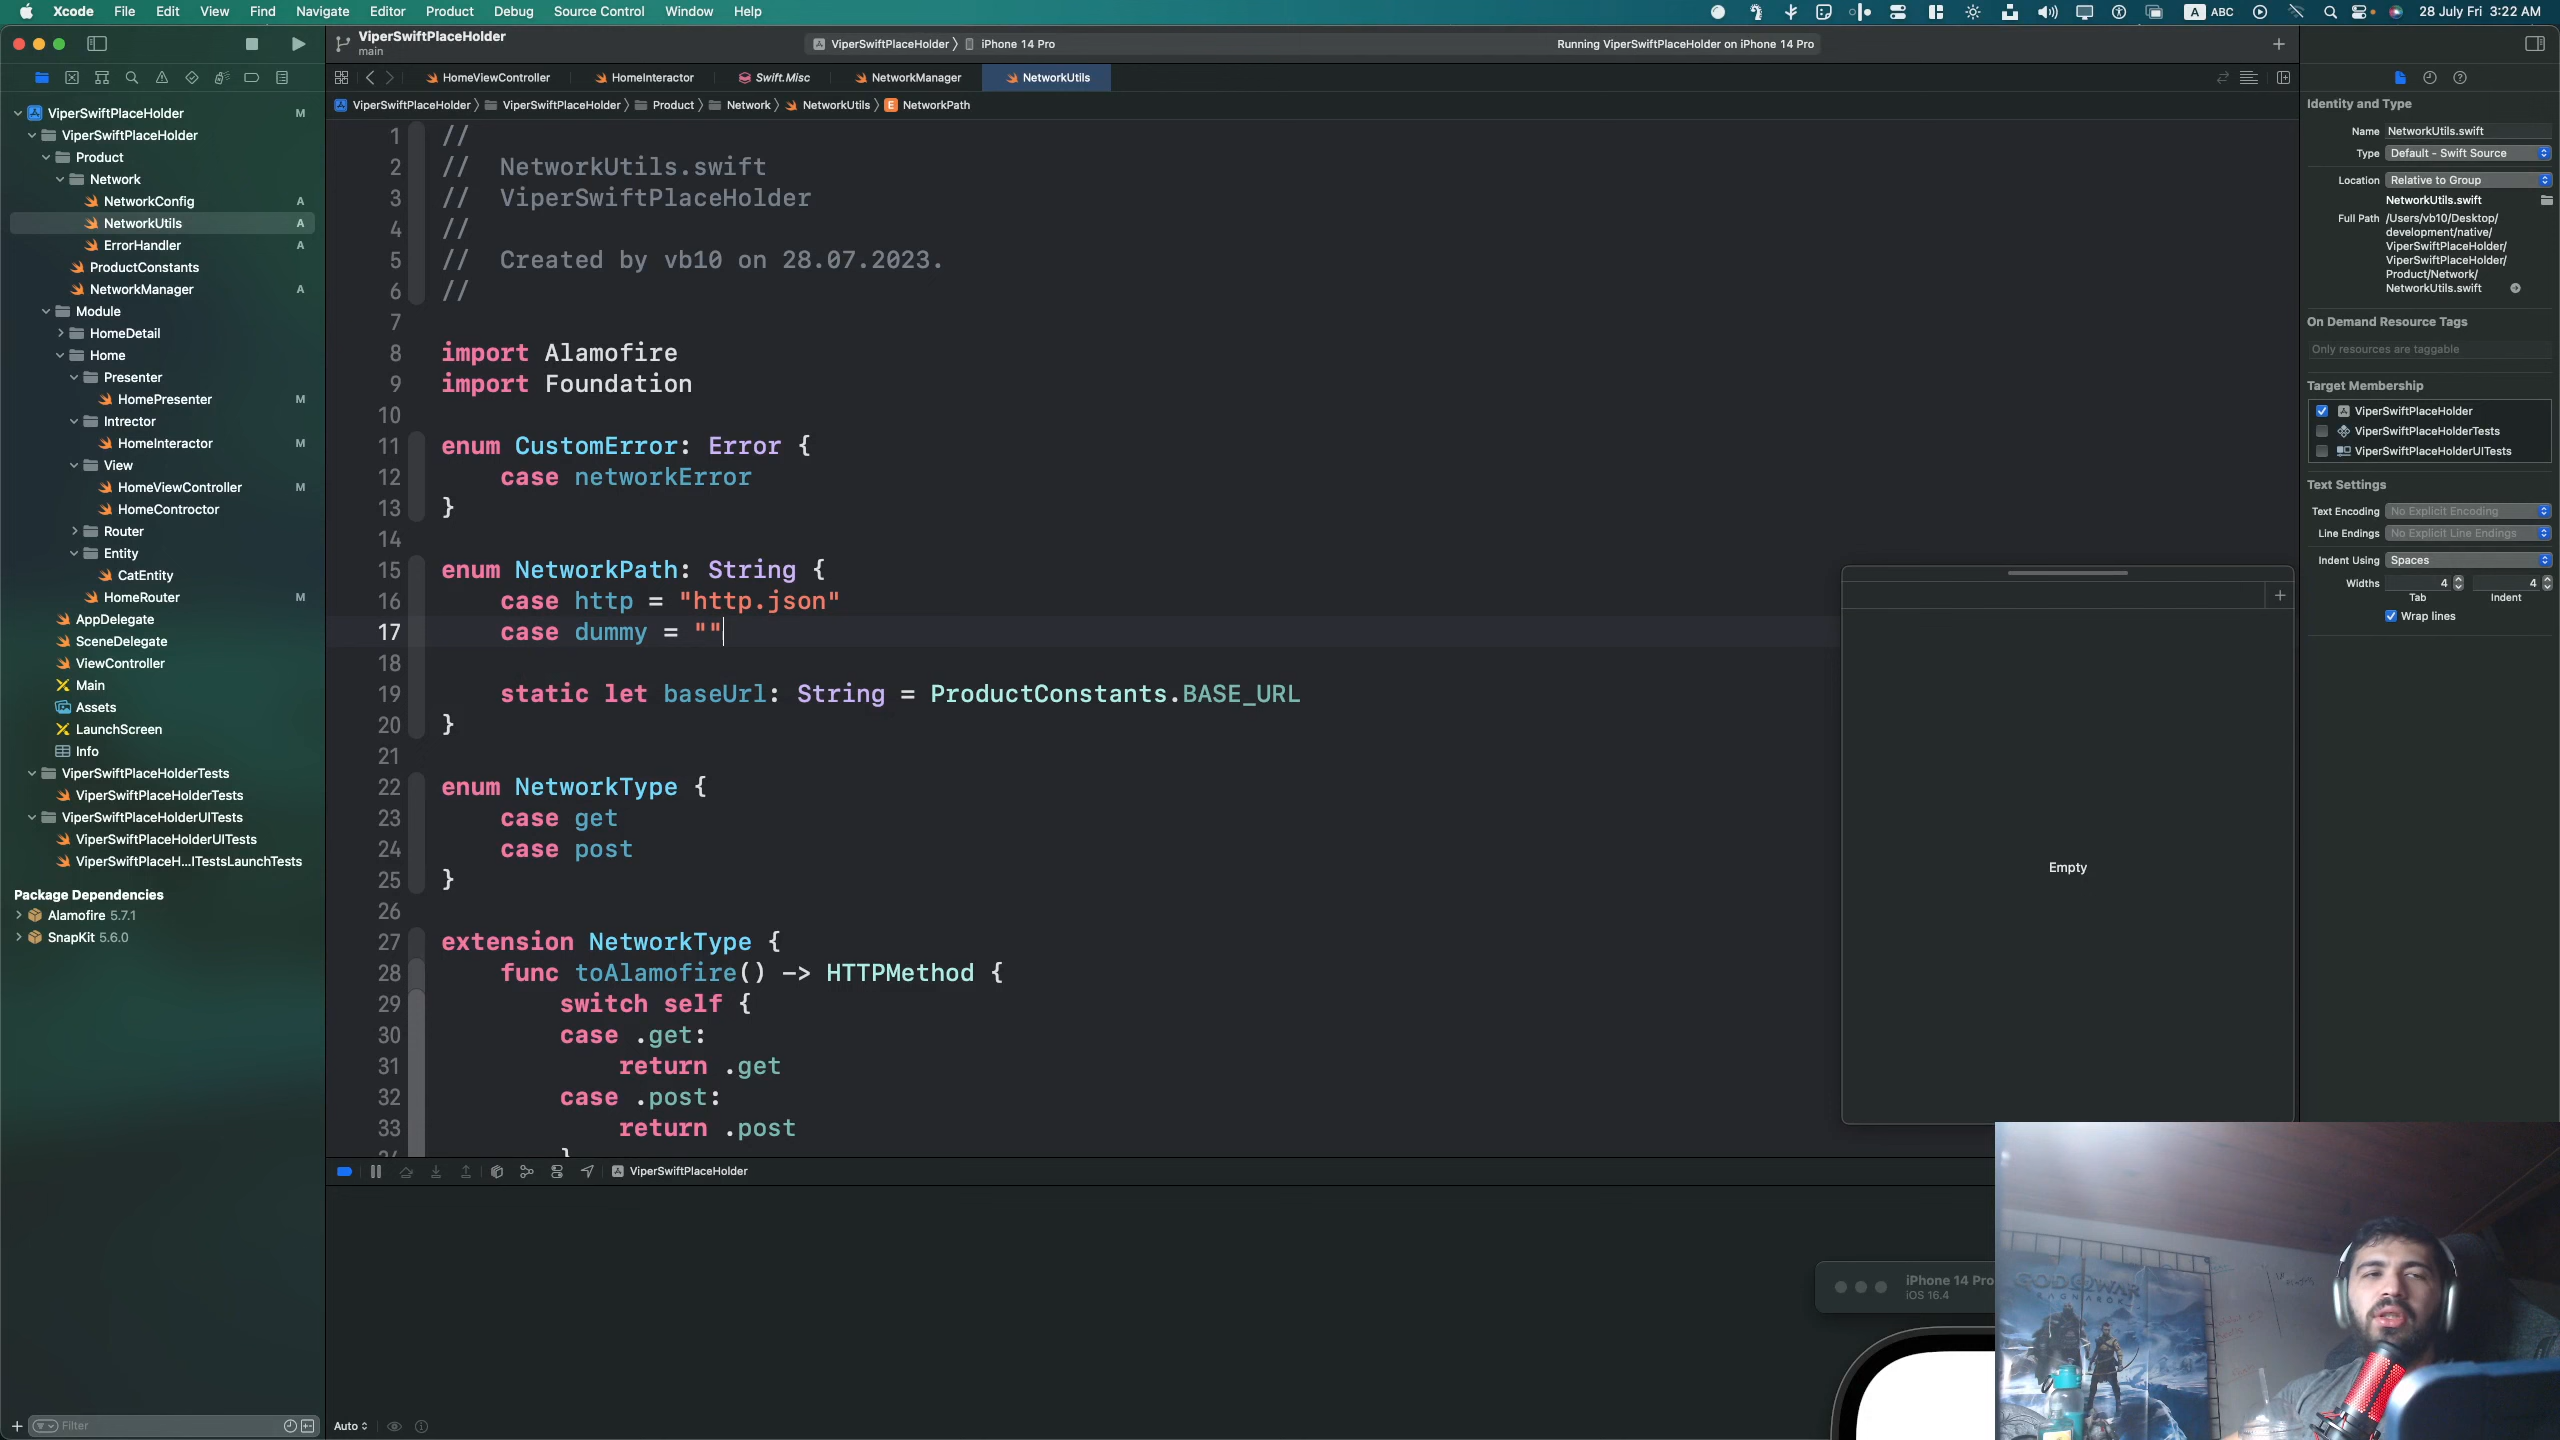 Xcode File Edit View Find Navigate Editor Product Debug Source Control Window Help
A ABC 28 July Fri 3:22 AM
ViperSwiftPlaceHolder
main
ViperSwiftPlaceHolder iPhone 14 Pro
Running ViperSwiftPlaceHolder on iPhone 14 Pro
HomeViewController HomeInteractor Swift.Misc NetworkManager NetworkUtils
ViperSwiftPlaceHolder ViperSwiftPlaceHolder Product Network NetworkUtils E NetworkPath
ViperSwiftPlaceHolder M
ViperSwiftPlaceHolder
Product
Network
NetworkConfig A
NetworkUtils A
ErrorHandler A
ProductConstants
NetworkManager A
Module
HomeDetail
Home
Presenter
HomePresenter M
Intrector
HomeInteractor M
View
HomeViewController M
HomeControctor
Router
Entity
CatEntity
HomeRouter M
AppDelegate
SceneDelegate
ViewController
Main
Assets
LaunchScreen
Info
ViperSwiftPlaceHolderTests
ViperSwiftPlaceHolderTests
ViperSwiftPlaceHolderUITests
ViperSwiftPlaceHolderUITests
ViperSwiftPlaceH...ITestsLaunchTests
Package Dependencies
Alamofire 5.7.1
SnapKit 5.6.0
Filter
1 //
2 // NetworkUtils.swift
3 // ViperSwiftPlaceHolder
4 //
5 // Created by vb10 on 28.07.2023.
6 //
7
8 import Alamofire
9 import Foundation
10
11 enum CustomError: Error {
12 case networkError
13 }
14
15 enum NetworkPath: String {
16 case http = "http.json"
17 case dummy = ""
18
19 static let baseUrl: String = ProductConstants.BASE_URL
20 }
21
22 enum NetworkType {
23 case get
24 case post
25 }
26
27 extension NetworkType {
28 func toAlamofire() -> HTTPMethod {
29 switch self {
30 case .get:
31 return .get
32 case .post:
33 return .post
34 }
Empty
ViperSwiftPlaceHolder
Auto
iPhone 14 Pro
iOS 16.4
GOD OF WAR
RAGNARÖK
Identity and Type
Name NetworkUtils.swift
Type Default - Swift Source
Location Relative to Group
NetworkUtils.swift
Full Path /Users/vb10/Desktop/
development/native/
ViperSwiftPlaceHolder/
ViperSwiftPlaceHolder/
Product/Network/
NetworkUtils.swift
On Demand Resource Tags
Only resources are taggable
Target Membership
ViperSwiftPlaceHolder
ViperSwiftPlaceHolderTests
ViperSwiftPlaceHolderUITests
Text Settings
Text Encoding No Explicit Encoding
Line Endings No Explicit Line Endings
Indent Using Spaces
Widths 4 4
Tab Indent
Wrap lines